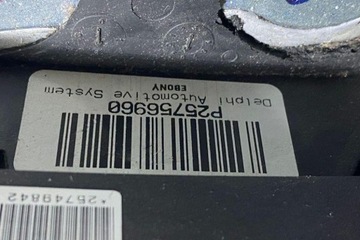 P25756960
EBONY
Delphi Automotive System
*25749842